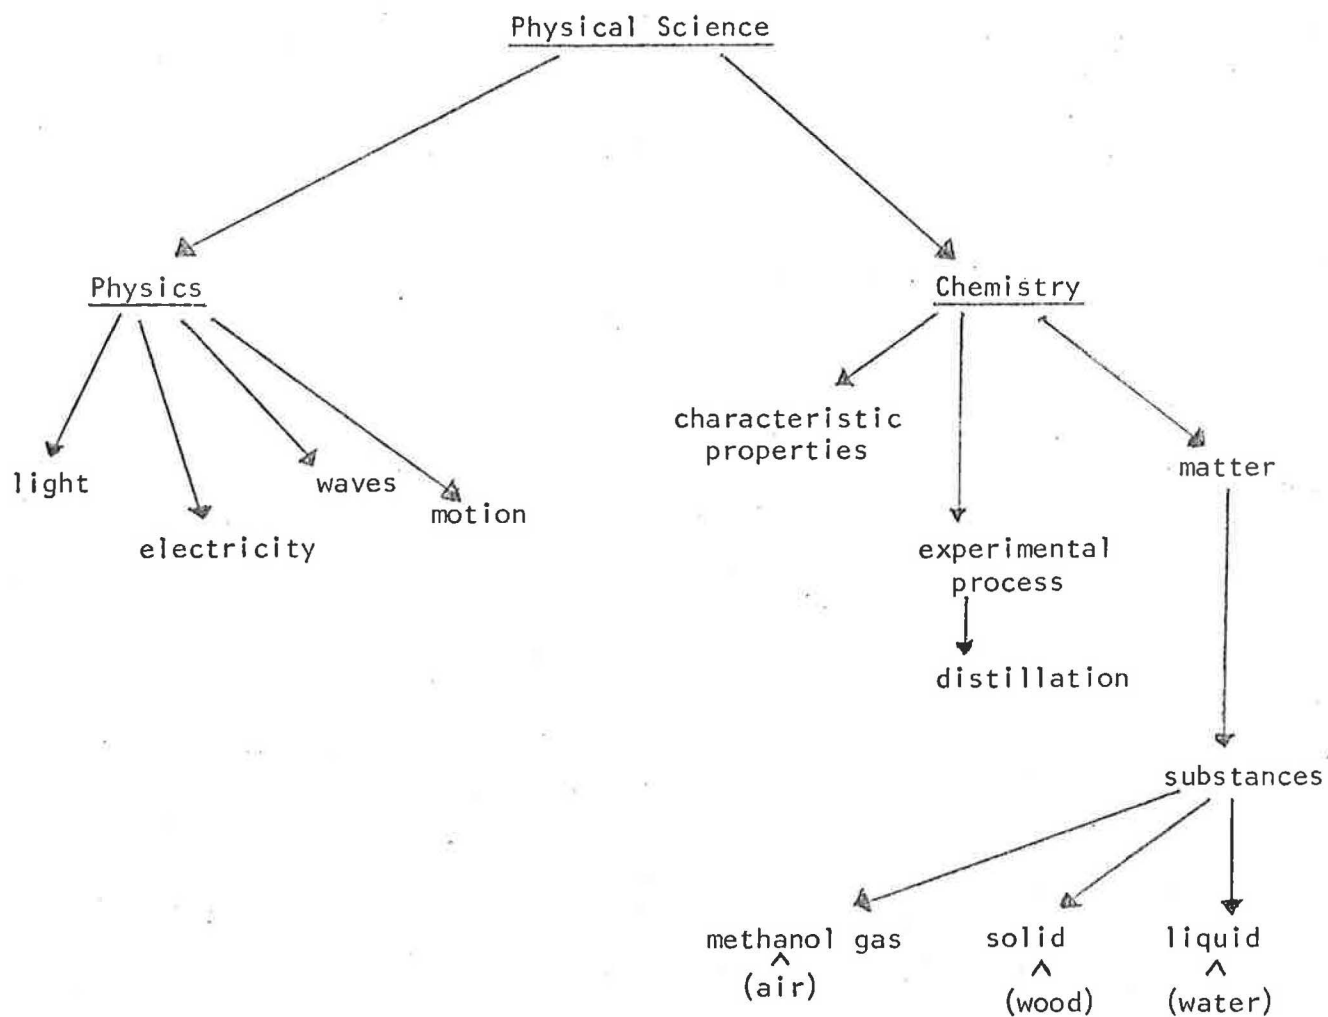 Physical Science
Physics
Chemistry
light
electricity
waves
motion
characteristic
properties
experimental
process
distillation
matter
substances
methanol gas
^
(air)
solid
^
(wood)
liquid
^
(water)